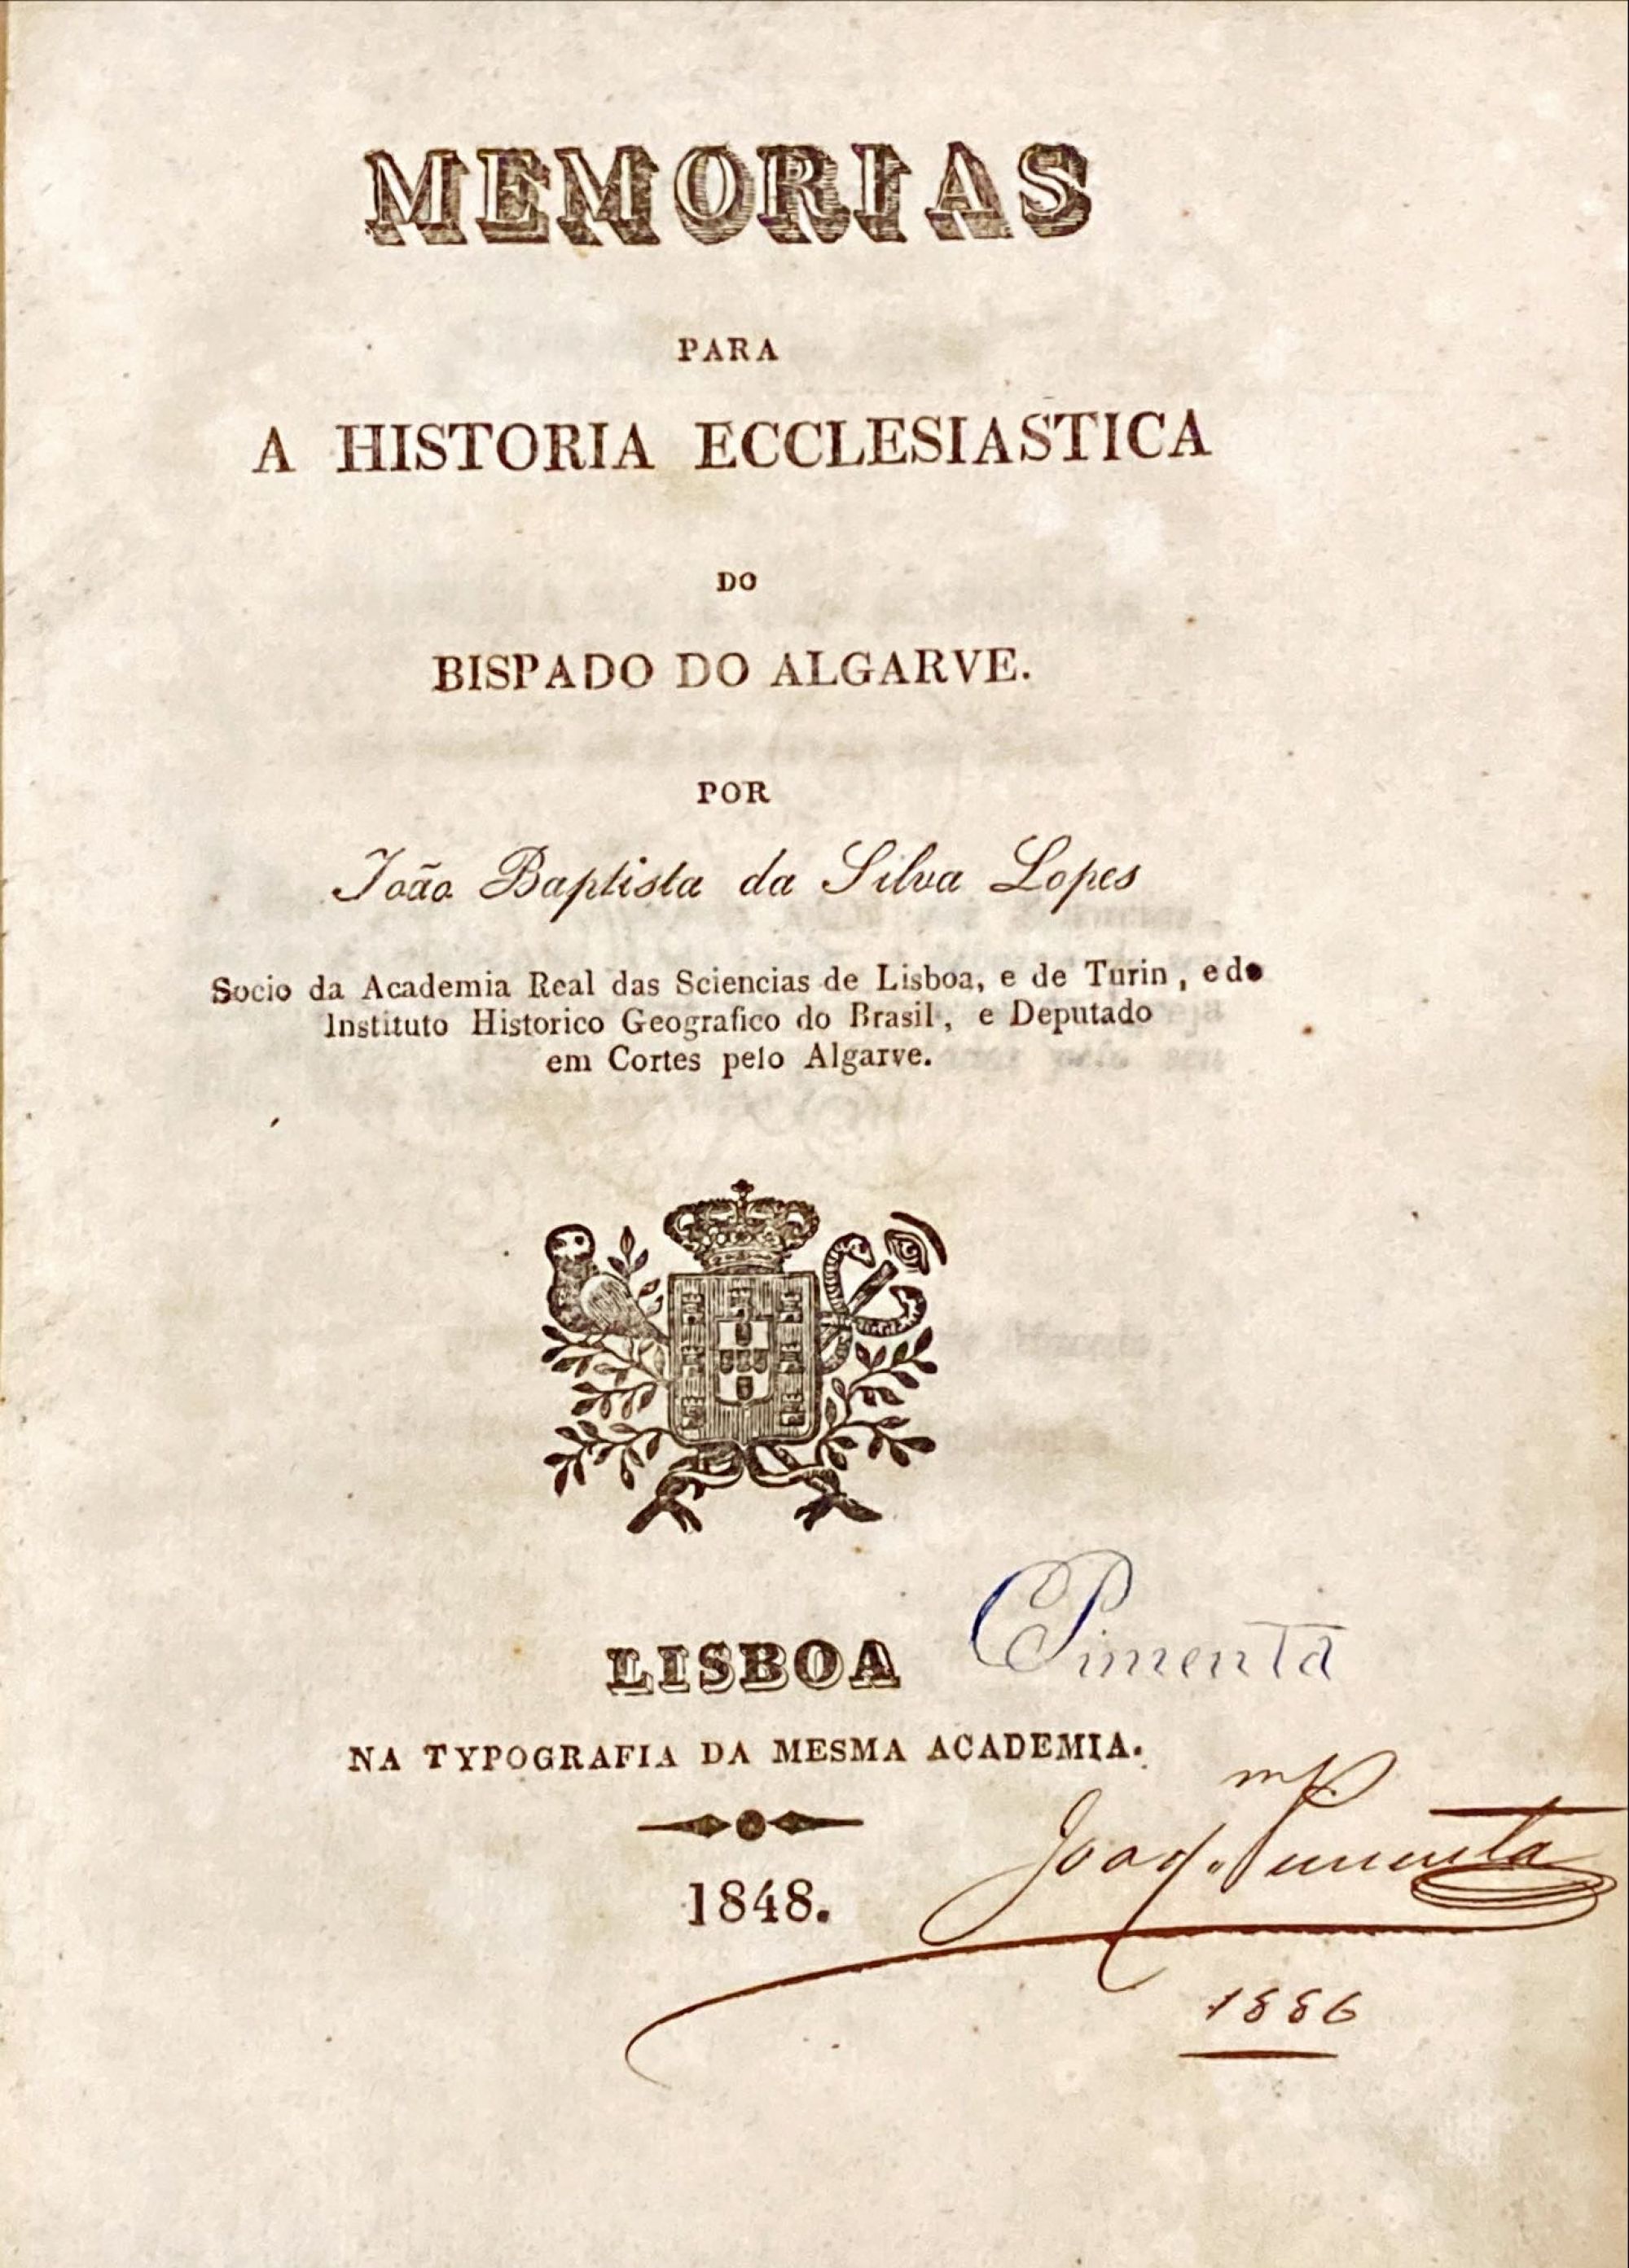 MEMORIAS
PARA
A HISTORIA ECCLESIASTICA
DO
BISPADO DO ALGARVE.
POR
João Baptista da Silva Lopes
Socio da Academia Real das Sciencias de Lisboa, e de Turin, e do
Instituto Historico Geografico do Brasil, e Deputado
em Cortes pelo Algarve.
LISBOA
Pimenta
NA TYPOGRAFIA DA MESMA ACADEMIA.
1848.
Joaq.m Pimenta
1886